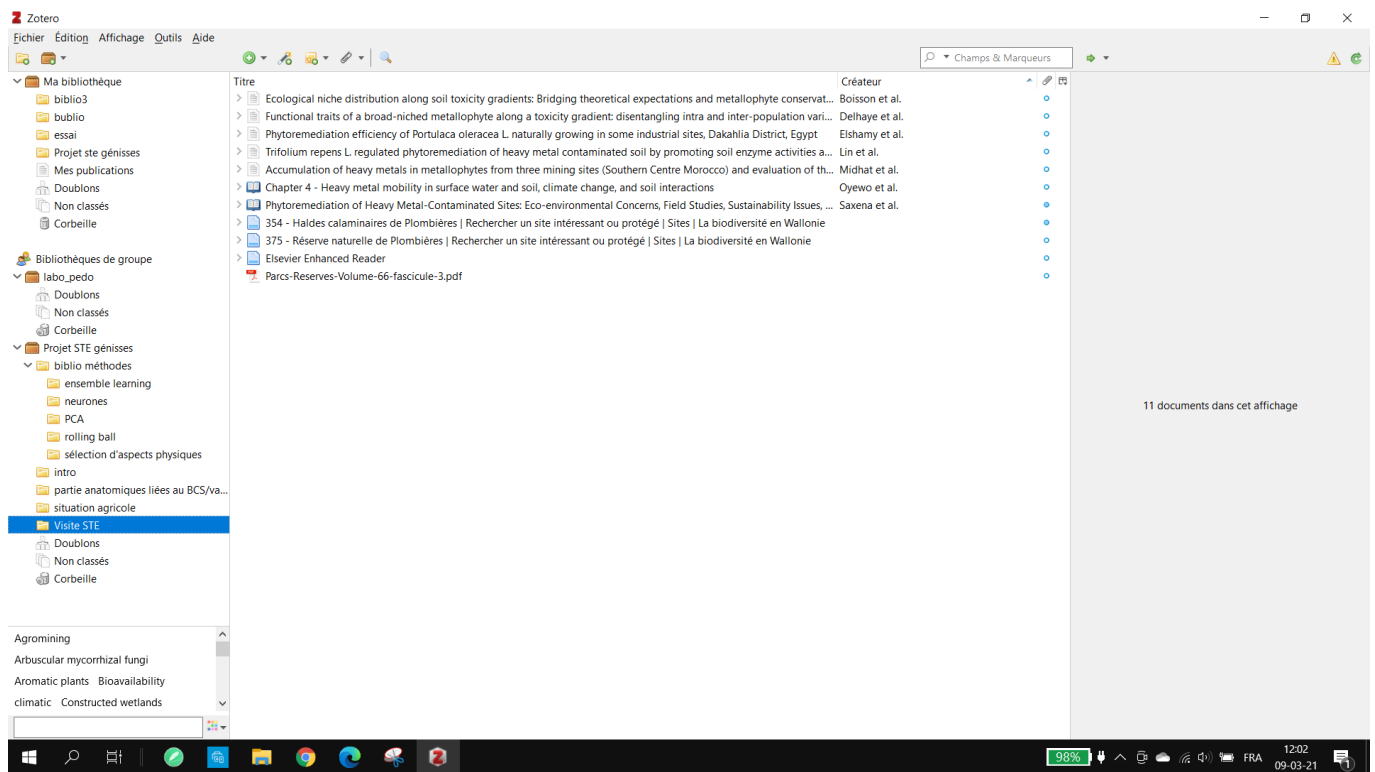 Zotero
Fichier Édition Affichage Outils Aide
Champs & Marqueurs
Ma bibliothèque
biblio3
bublio
essai
Projet ste génisses
Mes publications
Doublons
Non classés
Corbeille
Bibliothèques de groupe
labo_pedo
Doublons
Non classés
Corbeille
Projet STE génisses
biblio méthodes
ensemble learning
neurones
PCA
rolling ball
sélection d'aspects physiques
intro
partie anatomiques liées au BCS/va...
situation agricole
Visite STE
Doublons
Non classés
Corbeille
Agromining
Arbuscular mycorrhizal fungi
Aromatic plants Bioavailability
climatic Constructed wetlands
Titre Créateur
Ecological niche distribution along soil toxicity gradients: Bridging theoretical expectations and metallophyte conservat... Boisson et al.
Functional traits of a broad-niched metallophyte along a toxicity gradient: disentangling intra and inter-population vari... Delhaye et al.
Phytoremediation efficiency of Portulaca oleracea L. naturally growing in some industrial sites, Dakahlia District, Egypt Elshamy et al.
Trifolium repens L. regulated phytoremediation of heavy metal contaminated soil by promoting soil enzyme activities a... Lin et al.
Accumulation of heavy metals in metallophytes from three mining sites (Southern Centre Morocco) and evaluation of th... Midhat et al.
Chapter 4 - Heavy metal mobility in surface water and soil, climate change, and soil interactions Oyewo et al.
Phytoremediation of Heavy Metal-Contaminated Sites: Eco-environmental Concerns, Field Studies, Sustainability Issues, ... Saxena et al.
354 - Haldes calaminaires de Plombières | Rechercher un site intéressant ou protégé | Sites | La biodiversité en Wallonie
375 - Réserve naturelle de Plombières | Rechercher un site intéressant ou protégé | Sites | La biodiversité en Wallonie
Elsevier Enhanced Reader
Parcs-Reserves-Volume-66-fascicule-3.pdf
11 documents dans cet affichage
98% FRA 12:02
09-03-21
1